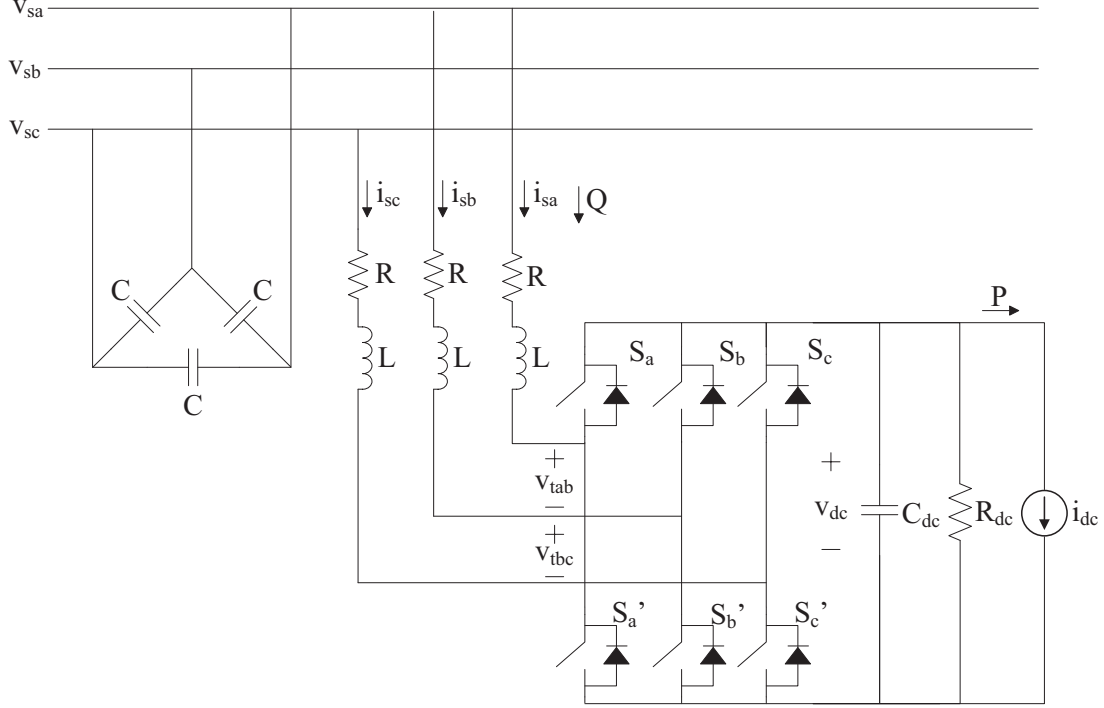 vsa
vsb
vsc
isc isb isa Q
C C R R R
P
L L L Sa Sb Sc
C
+
vtab
−
+
vtbc
−
+
vdc
−
Cdc Rdc idc
Sa’ Sb’ Sc’